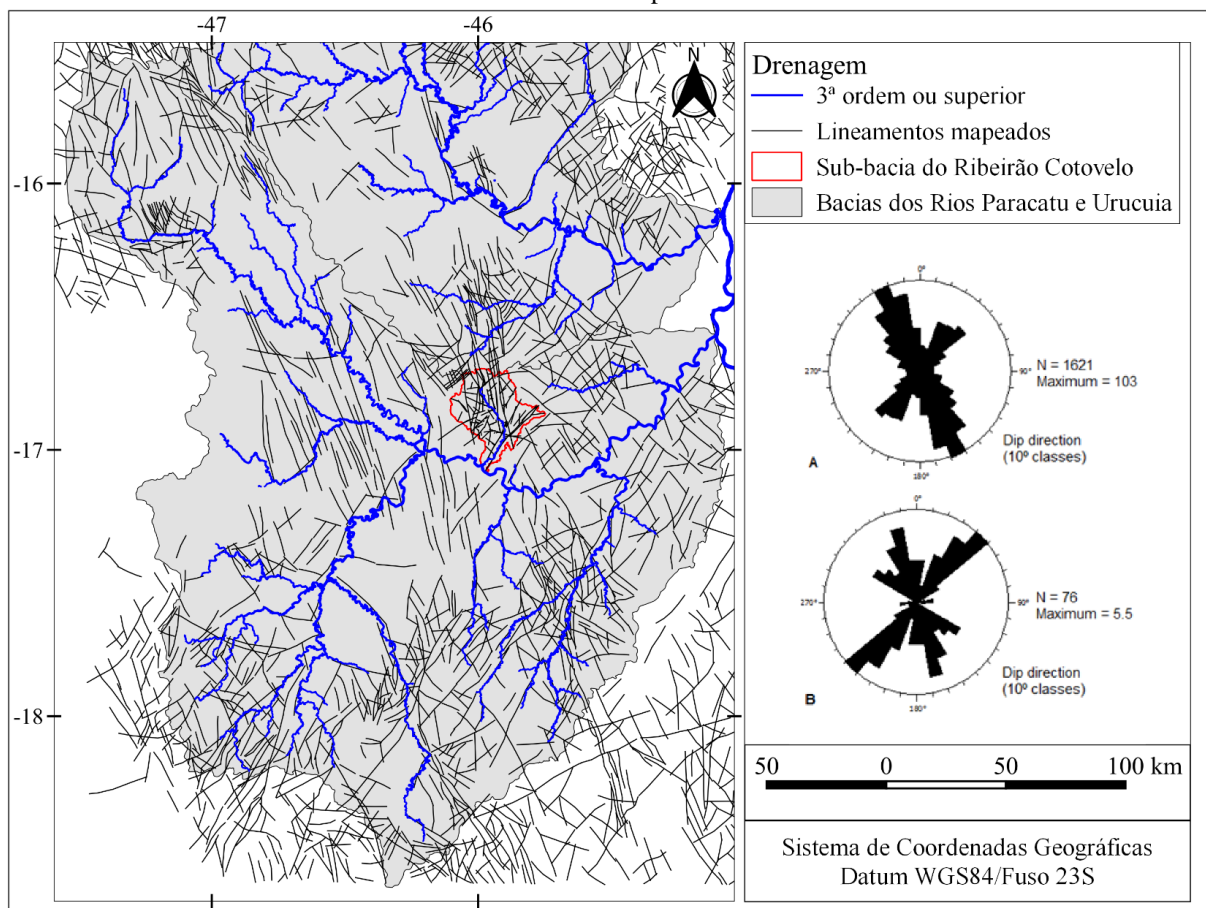 -47
-46
-16
-17
-18
N
Drenagem
3ª ordem ou superior
Lineamentos mapeados
Sub-bacia do Ribeirão Cotovelo
Bacias dos Rios Paracatu e Urucuia
0°
270°
90°
180°
N = 1621
Maximum = 103
Dip direction
(10º classes)
A
0°
270°
90°
180°
N = 76
Maximum = 5.5
Dip direction
(10º classes)
B
50 0 50 100 km
Sistema de Coordenadas Geográficas
Datum WGS84/Fuso 23S